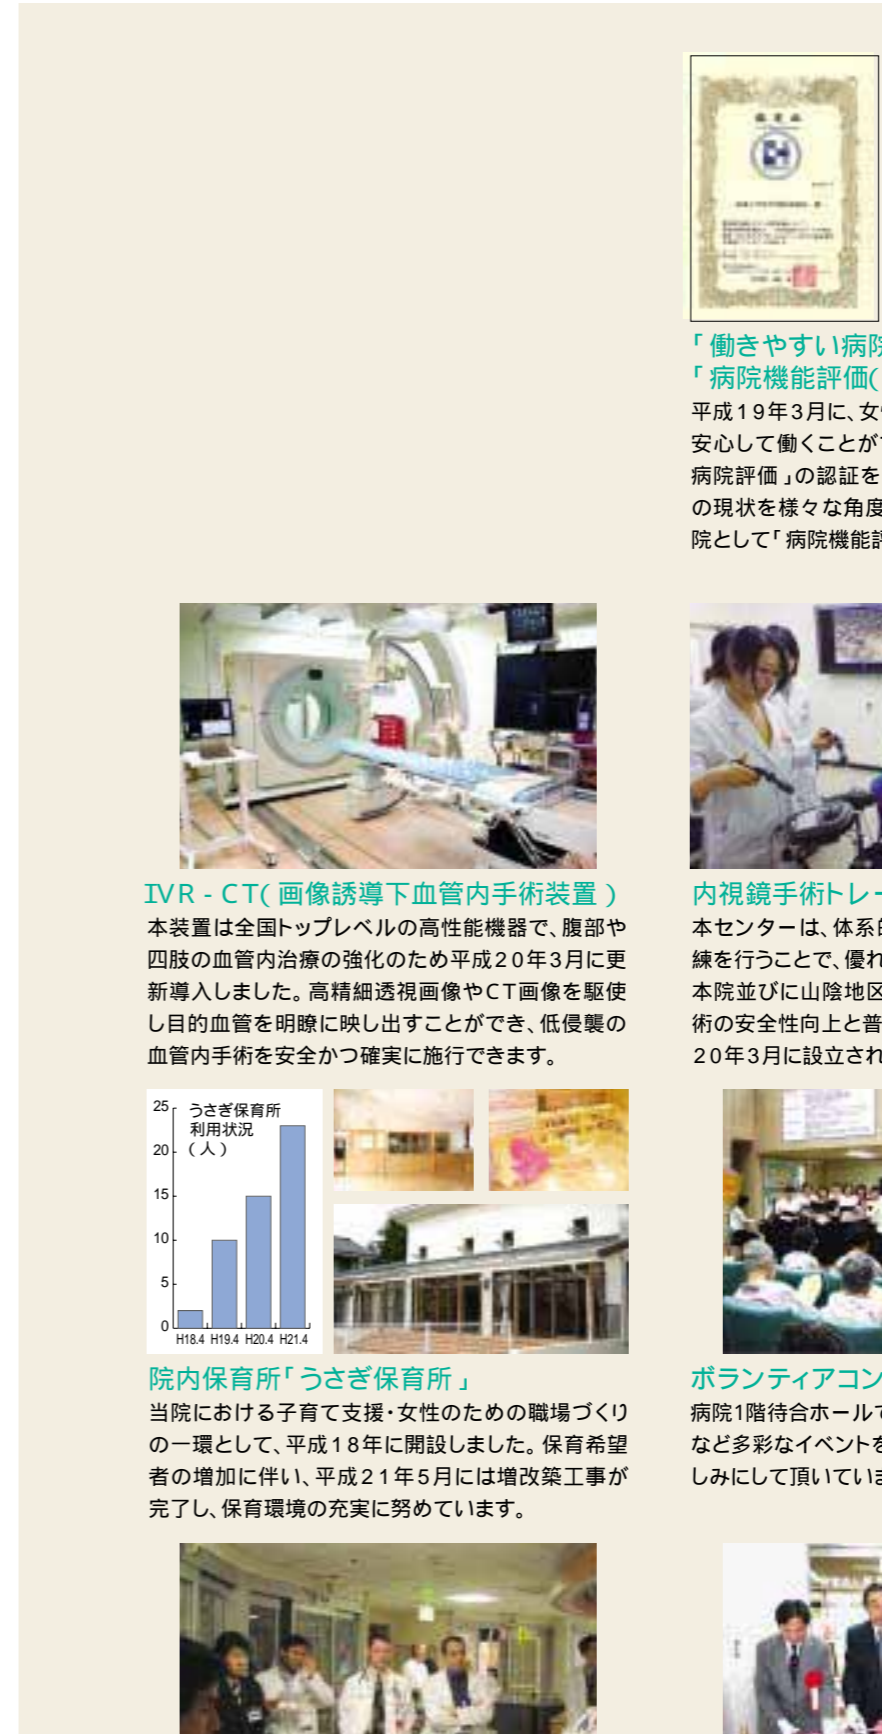 「働きやすい病院
「病院機能評価(
平成19年3月に、女
安心して働くことが
病院評価」の認証を
の現状を様々な角度
院として「病院機能評
IVR-CT(画像誘導下血管内手術装置)
本装置は全国トップレベルの高性能機器で、腹部や
四肢の血管内治療の強化のため平成20年3月に更
新導入しました。高精細透視画像やCT画像を駆使
し目的血管を明瞭に映し出すことができ、低侵襲の
血管内手術を安全かつ確実に施行できます。
内視鏡手術トレー
本センターは、体系的
練を行うことで、優れ
本院並びに山陰地区
術の安全性向上と普
20年3月に設立され
うさぎ保育所
利用状況
(人)
25
20
15
10
5
0
H18.4 H19.4 H20.4 H21.4
院内保育所「うさぎ保育所」
当院における子育て支援・女性のための職場づくり
の一環として、平成18年に開設しました。保育希望
者の増加に伴い、平成21年5月には増改築工事が
完了し、保育環境の充実に努めています。
ボランティアコン
病院1階待合ホールで
など多彩なイベントを
しみにして頂いていま